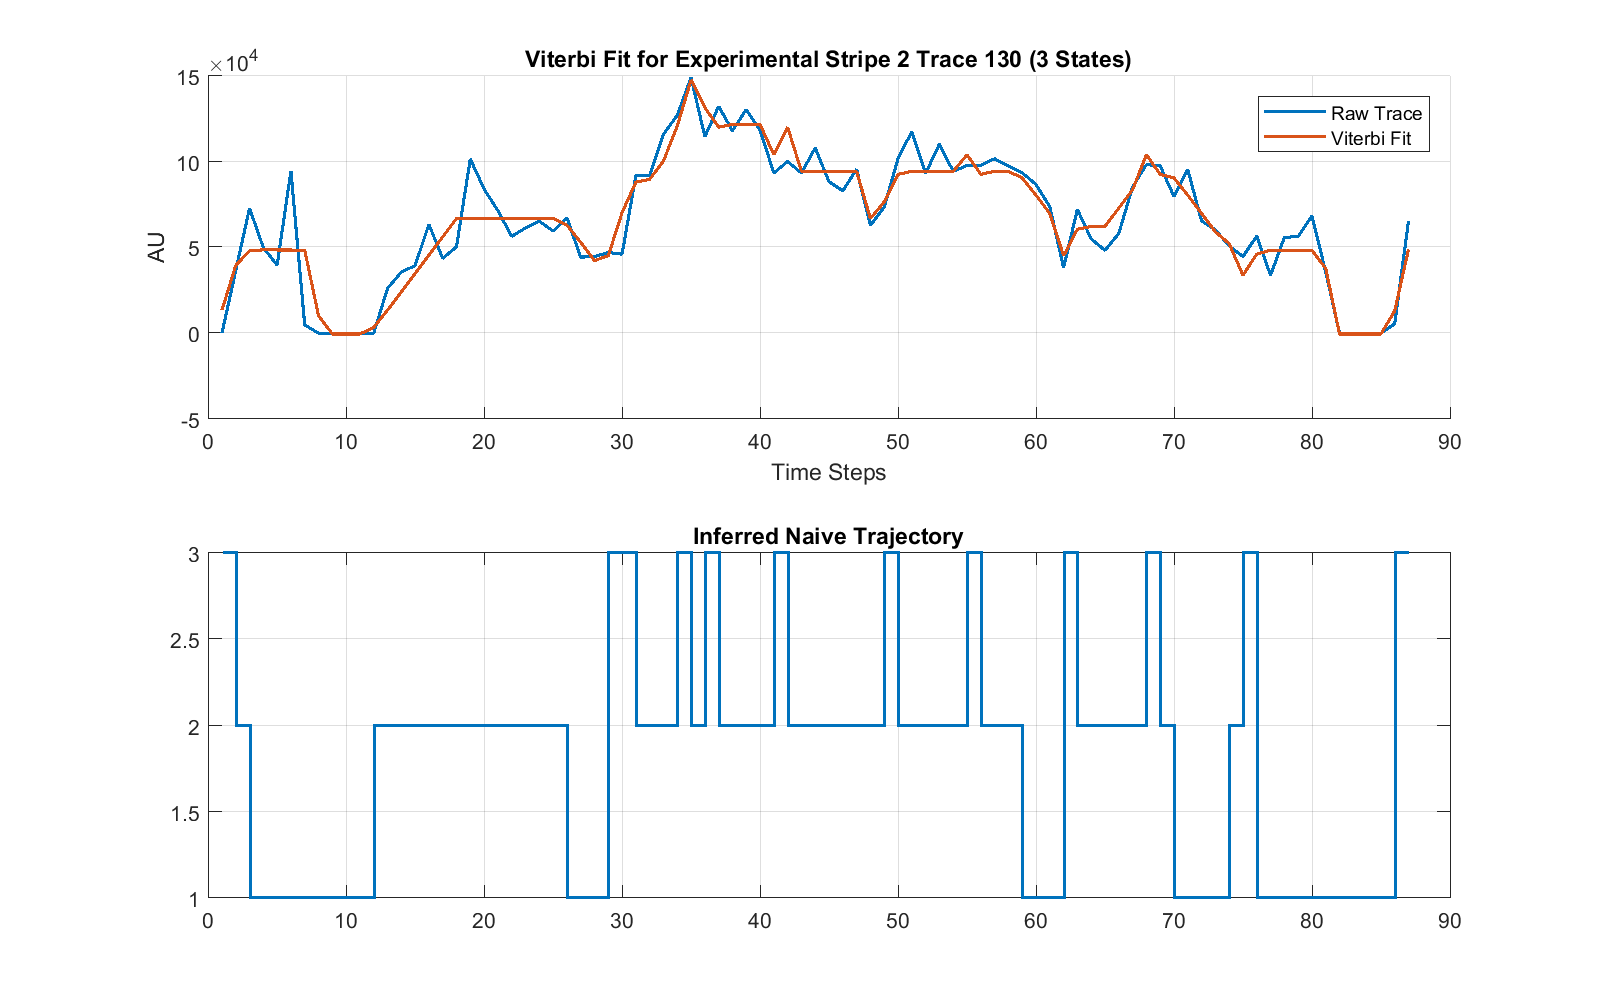 Viterbi Fit for Experimental Stripe 2 Trace 130 (3 States)
×10⁴
15
10
5
0
-5
AU
Raw Trace
Viterbi Fit
0 10 20 30 40 50 60 70 80 90
Time Steps
Inferred Naive Trajectory
3
2.5
2
1.5
1
0 10 20 30 40 50 60 70 80 90